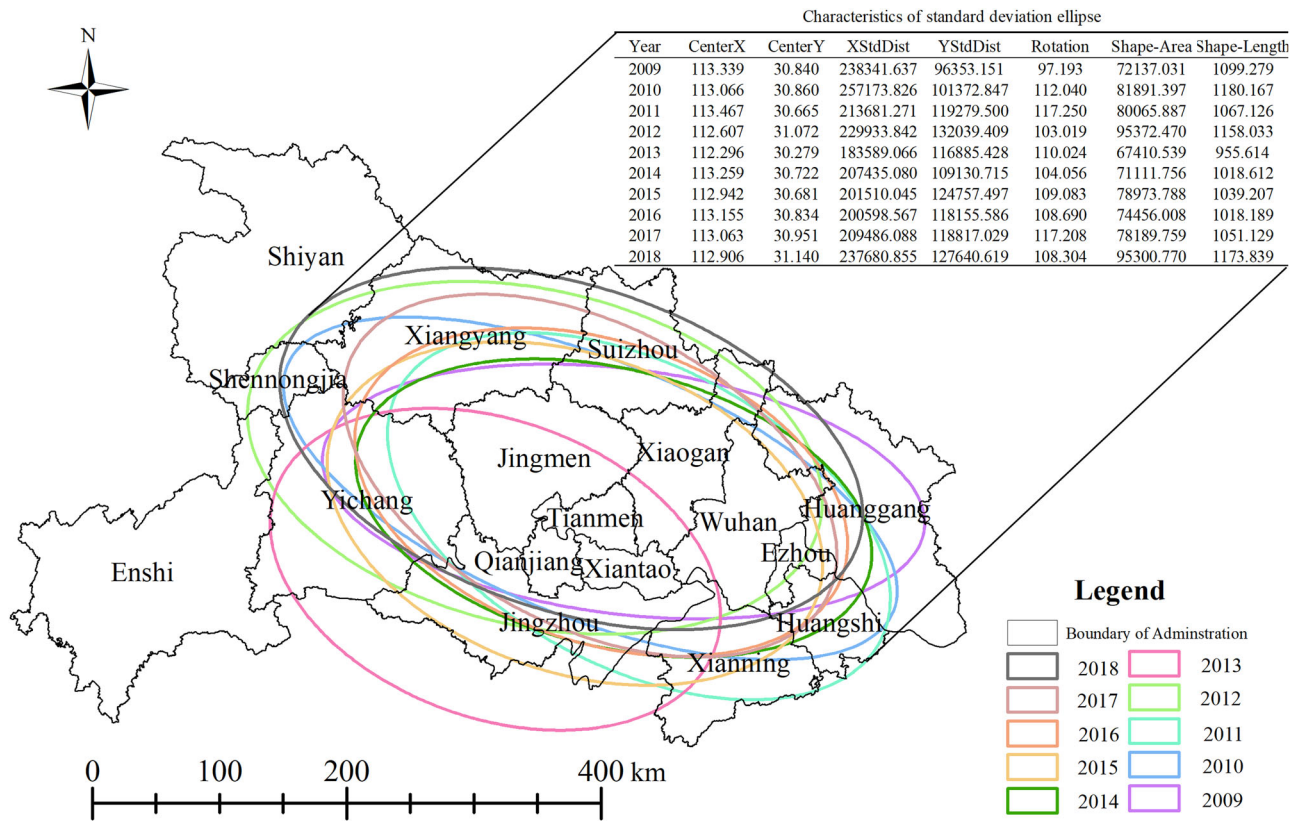 Characteristics of standard deviation ellipse
Year CenterX CenterY XStdDist YStdDist Rotation Shape-Area Shape-Length
2009 113.339 30.840 238341.637 96353.151 97.193 72137.031 1099.279
2010 113.066 30.860 257173.826 101372.847 112.040 81891.397 1180.167
2011 113.467 30.665 213681.271 119279.500 117.250 80065.887 1067.126
2012 112.607 31.072 229933.842 132039.409 103.019 95372.470 1158.033
2013 112.296 30.279 183589.066 116885.428 110.024 67410.539 955.614
2014 113.259 30.722 207435.080 109130.715 104.056 71111.756 1018.612
2015 112.942 30.681 201510.045 124757.497 109.083 78973.788 1039.207
2016 113.155 30.834 200598.567 118155.586 108.690 74456.008 1018.189
2017 113.063 30.951 209486.088 118817.029 117.208 78189.759 1051.129
2018 112.906 31.140 237680.855 127640.619 108.304 95300.770 1173.839
N
Shiyan
Xiangyang
Suizhou
Shennongjia
Jingmen
Xiaogan
Yichang
Tianmen
Wuhan
Huanggang
Enshi
Qianjiang
Xiantao
Ezhou
Jingzhou
Huangshi
Xianning
Legend
Boundary of Adminstration
2018 2013
2017 2012
2016 2011
2015 2010
2014 2009
0 100 200 400 km